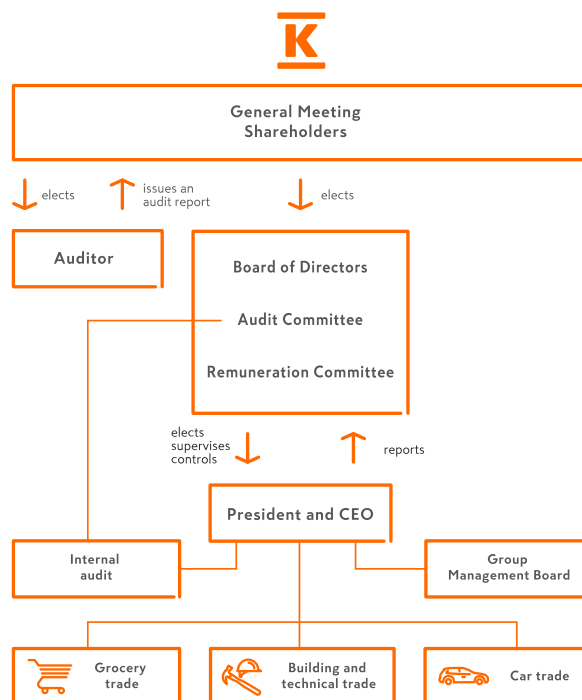 K
General Meeting
Shareholders
elects
issues an
audit report
elects
Auditor
Board of Directors
Audit Committee
Remuneration Committee
elects
supervises
controls
reports
President and CEO
Internal
audit
Group
Management Board
Grocery
trade
Building and
technical trade
Car trade